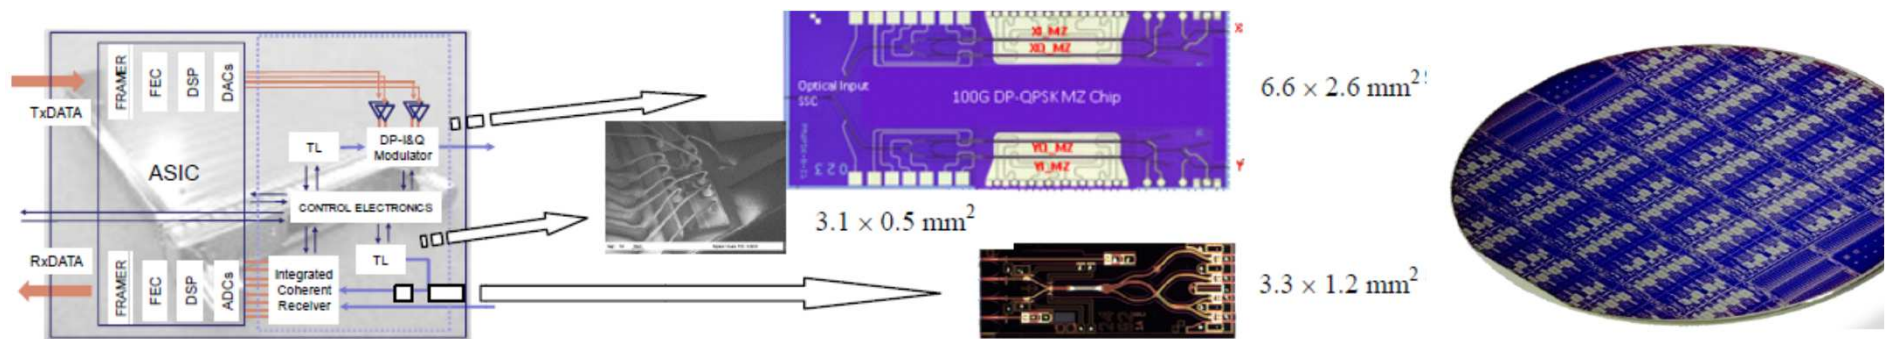 TxDATA
FRAMER
FEC
DSP
DACs
ASIC
TL
DP-I&Q
Modulator
CONTROL ELECTRONICS
TL
RxDATA
FRAMER
FEC
DSP
ADCs
Integrated
Coherent
Receiver
XI_MZ
XQ_MZ
Optical Input
SSC
100G DP-QPSK MZ Chip
YQ_MZ
YI_MZ
023
6.6 × 2.6 mm²
3.1 × 0.5 mm²
3.3 × 1.2 mm²